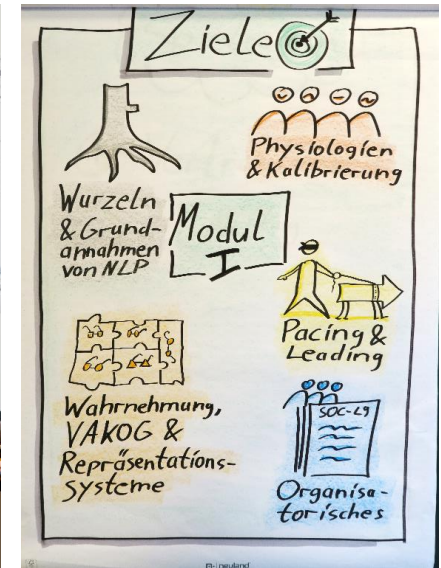 Ziele
Physiologien
& Kalibrierung
Wurzeln
& Grund-
annahmen
von NLP
Modul
I
Pacing &
Leading
Wahrnehmung,
VAKOG &
Repräsentations-
systeme
SOC-L9
Organisa-
torisches
neuland